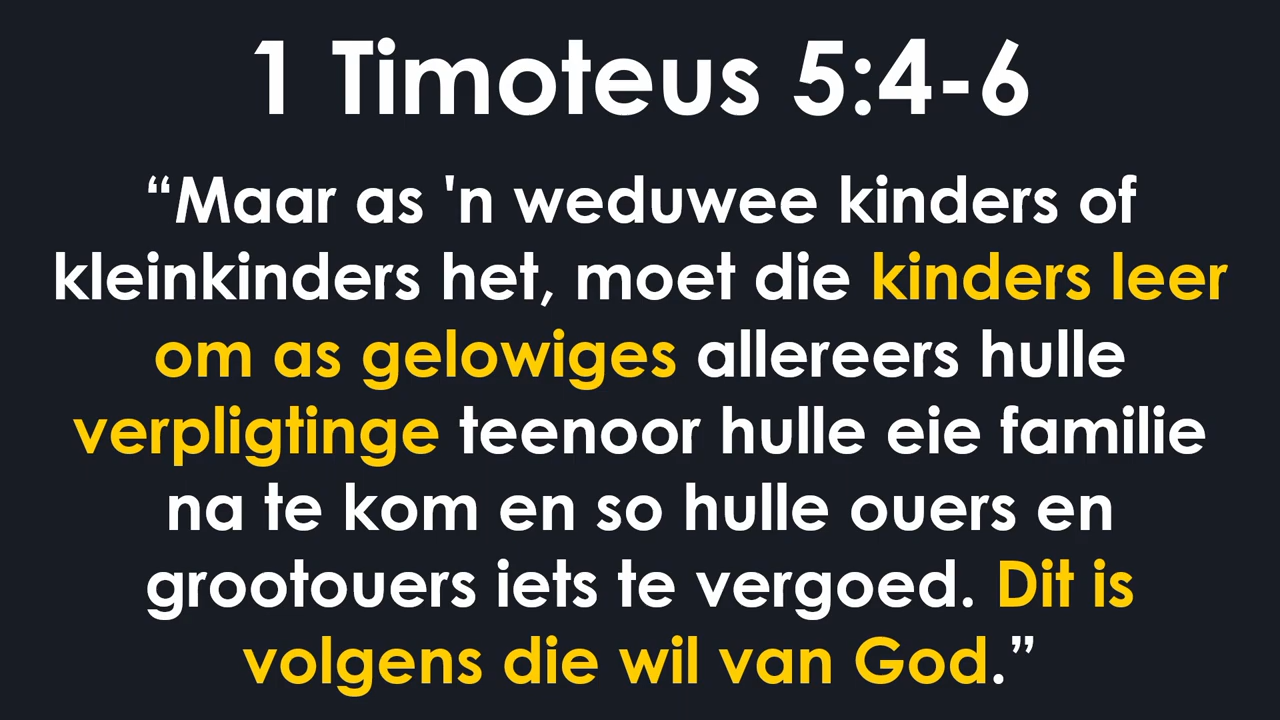 1 Timoteus 5:4-6
“Maar as 'n weduwee kinders of
kleinkinders het, moet die kinders leer
om as gelowiges allereers hulle
verpligtinge teenoor hulle eie familie
na te kom en so hulle ouers en
grootouers iets te vergoed. Dit is
volgens die wil van God.”